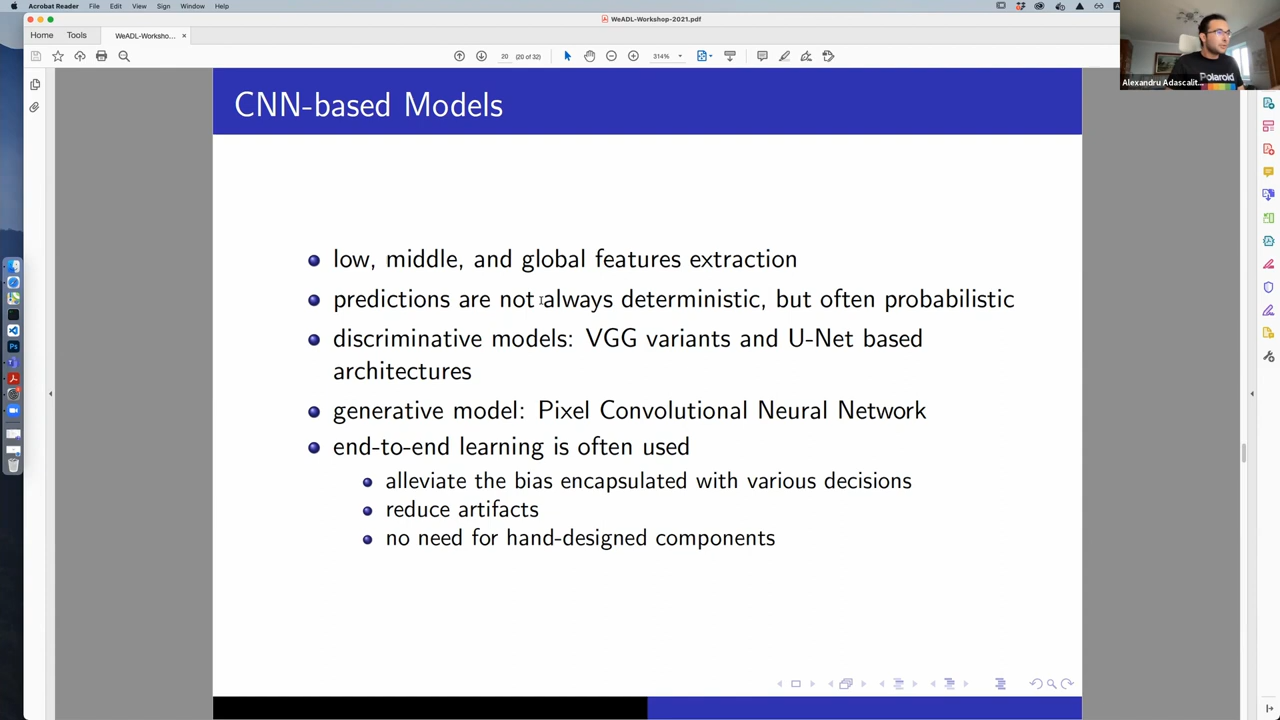 Acrobat Reader File Edit View Sign Window Help
WeADL-Workshop-2021.pdf
Home Tools WeADL-Worksho... ×
20 (20 of 32) 314%
CNN-based Models
low, middle, and global features extraction
predictions are not always deterministic, but often probabilistic
discriminative models: VGG variants and U-Net based
architectures
generative model: Pixel Convolutional Neural Network
end-to-end learning is often used
alleviate the bias encapsulated with various decisions
reduce artifacts
no need for hand-designed components
Alexandru Adascalit...
Polaroid